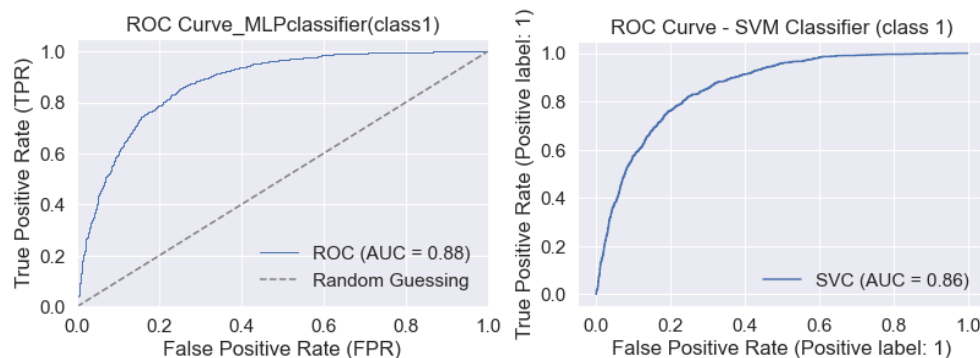 ROC Curve_MLPclassifier(class1)
True Positive Rate (TPR)
1.0
0.8
0.6
0.4
0.2
0.0
ROC (AUC = 0.88)
Random Guessing
0.0 0.2 0.4 0.6 0.8 1.0
False Positive Rate (FPR)
ROC Curve - SVM Classifier (class 1)
True Positive Rate (Positive label: 1)
1.0
0.8
0.6
0.4
0.2
0.0
SVC (AUC = 0.86)
0.0 0.2 0.4 0.6 0.8 1.0
False Positive Rate (Positive label: 1)